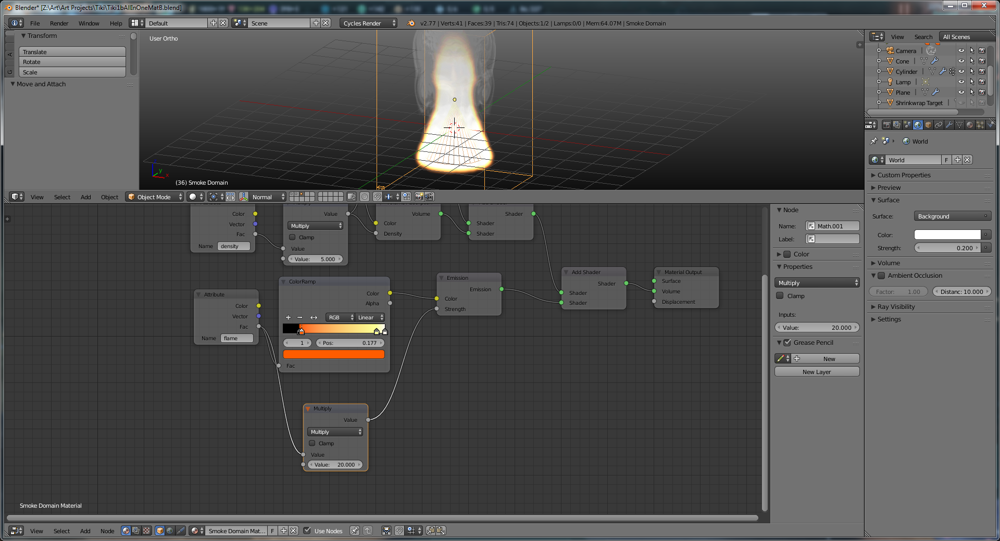 Blender* [Z:\Art\Art Projects\Tiki\Tiki1bAllInOneMatB.blend]
File Render Window Help Default Scene Cycles Render v2.77 | Verts:41 | Faces:39 | Tris:74 | Objects:1/2 | Lamps:0/0 | Mem:64.07M | Smoke Domain
Transform
Translate
Rotate
Scale
Move and Attach
A
G
User Ortho
y
x
(36) Smoke Domain
View Search All Scenes
Camera
Cone
Cylinder
Lamp
Plane
Shrinkwrap Target
World
World F
Custom Properties
Preview
Surface
Surface: Background
Color:
Strength: 0.200
Volume
Ambient Occlusion
Factor: 1.00 Distanc: 10.000
Ray Visibility
Settings
View Select Add Object Object Mode Normal
Color
Vector
Fac
Name density
Value
Multiply
Clamp
Value
Value: 5.000
Volume
Color
Density
Shader
Shader
Shader
Attribute
Color
Vector
Fac
Name flame
ColorRamp
Color
Alpha
RGB Linear
1 Pos: 0.177
Fac
Emission
Emission
Color
Strength
Add Shader
Shader
Shader
Shader
Material Output
Surface
Volume
Displacement
Multiply
Value
Multiply
Clamp
Value
Value: 20.000
Smoke Domain Material
Node
Name: Math.001
Label:
Color
Properties
Multiply
Clamp
Inputs:
Value: 20.000
Grease Pencil
New
New Layer
View Select Add Node Smoke Domain Mat... F Use Nodes